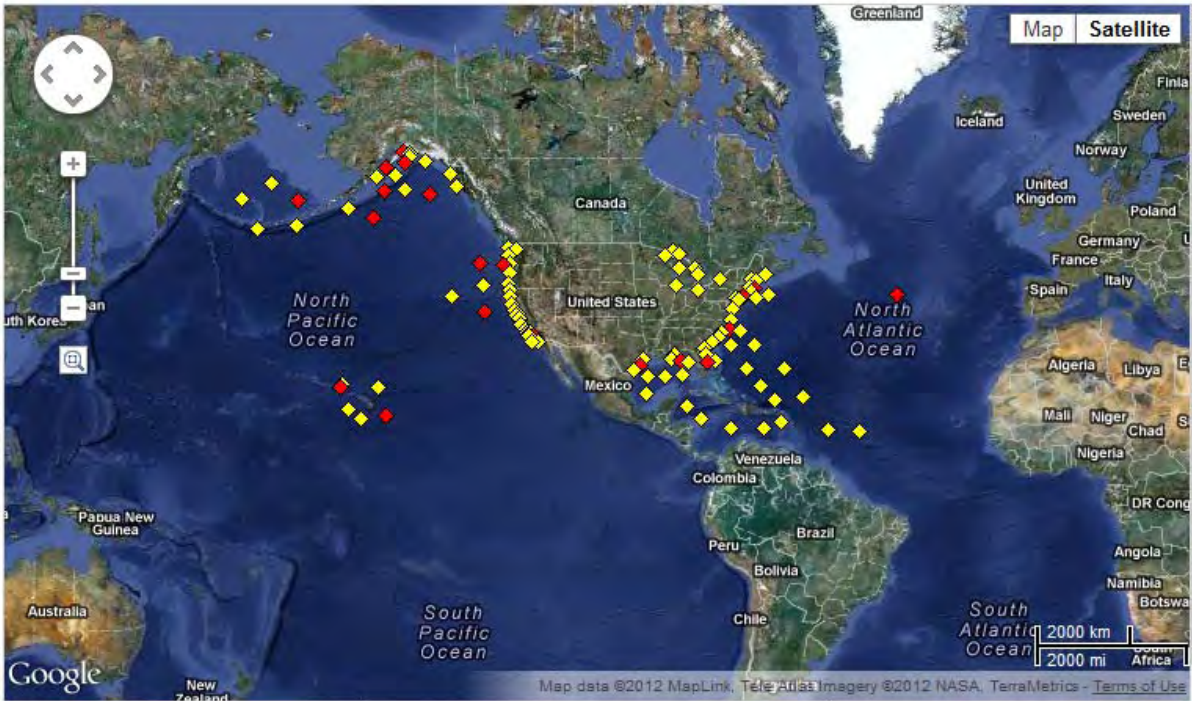 Greenland
Map
Satellite
Iceland
Sweden
Norway
United
Kingdom
Poland
Canada
Germany
France
Italy
Spain
United States
North
Pacific
Ocean
North
Atlantic
Ocean
Algeria
Libya
Mexico
Mali
Niger
Chad
Nigeria
Venezuela
Colombia
DR Cong
Papua New
Guinea
Brazil
Peru
Angola
Bolivia
Namibia
Botswa
Australia
South
Pacific
Ocean
Chile
South
Atlantic
Ocean
2000 km
2000 mi
Africa
Google
New
Zealand
Map data ©2012 MapLink, Tele Atlas Imagery ©2012 NASA, TerraMetrics - Terms of Use